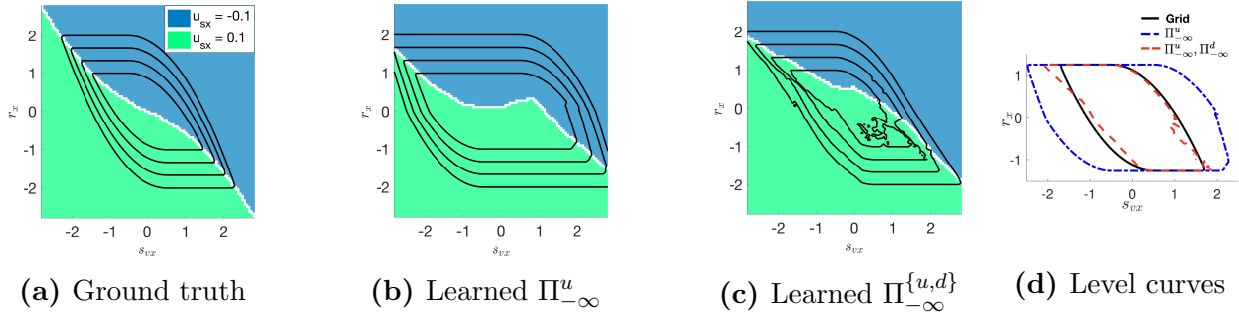 u_sx = -0.1
u_sx = 0.1
2
1
0
-1
-2
r_x
-2 -1 0 1 2
s_vx
(a) Ground truth
2
1
0
-1
-2
r_x
-2 -1 0 1 2
s_vx
(b) Learned Π^u_{-∞}
2
1
0
-1
-2
r_x
-2 -1 0 1 2
s_vx
(c) Learned Π^{\{u,d\}}_{-∞}
Grid
Π^u_{-∞}
Π^u_{-∞}, Π^d_{-∞}
1
0
-1
r_x
-2 -1 0 1 2
s_vx
(d) Level curves